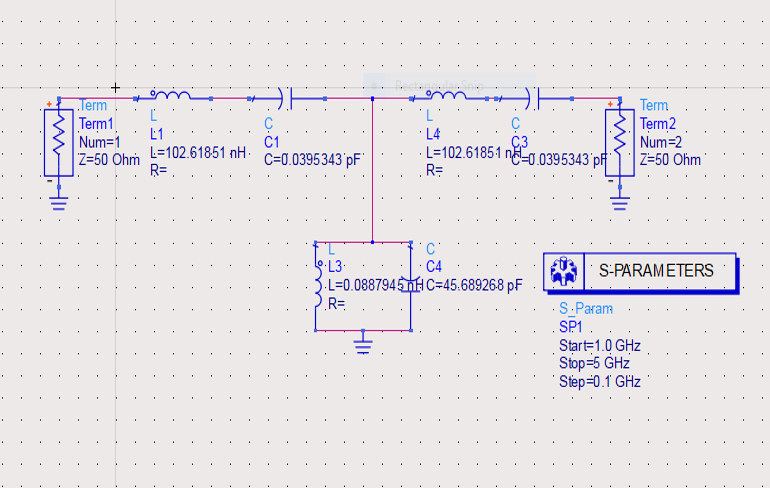 Term
Term1
Num=1
Z=50 Ohm
L
L1
L=102.61851 nH
R=
C
C1
C=0.0395343 pF
L
L4
L=102.61851 nH
R=
C
C3
C=0.0395343 pF
Term
Term2
Num=2
Z=50 Ohm
L
L3
L=0.0887945 nH
R=
C
C4
C=45.689268 pF
S-PARAMETERS
S_Param
SP1
Start=1.0 GHz
Stop=5 GHz
Step=0.1 GHz